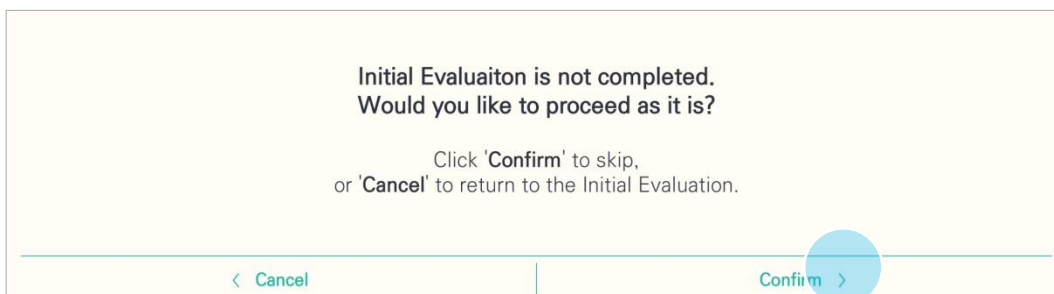 Initial Evaluaiton is not completed.
Would you like to proceed as it is?
Click 'Confirm' to skip,
or 'Cancel' to return to the Initial Evaluation.
< Cancel
Confirm >